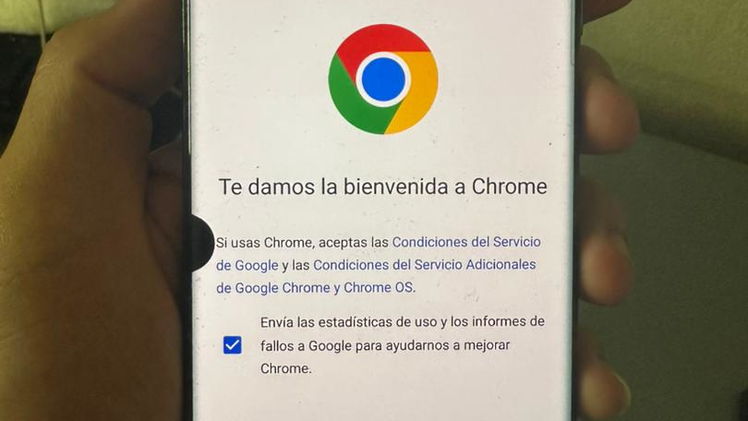 Te damos la bienvenida a Chrome
Si usas Chrome, aceptas las Condiciones del Servicio
de Google y las Condiciones del Servicio Adicionales
de Google Chrome y Chrome OS.
Envía las estadísticas de uso y los informes de
fallos a Google para ayudarnos a mejorar
Chrome.